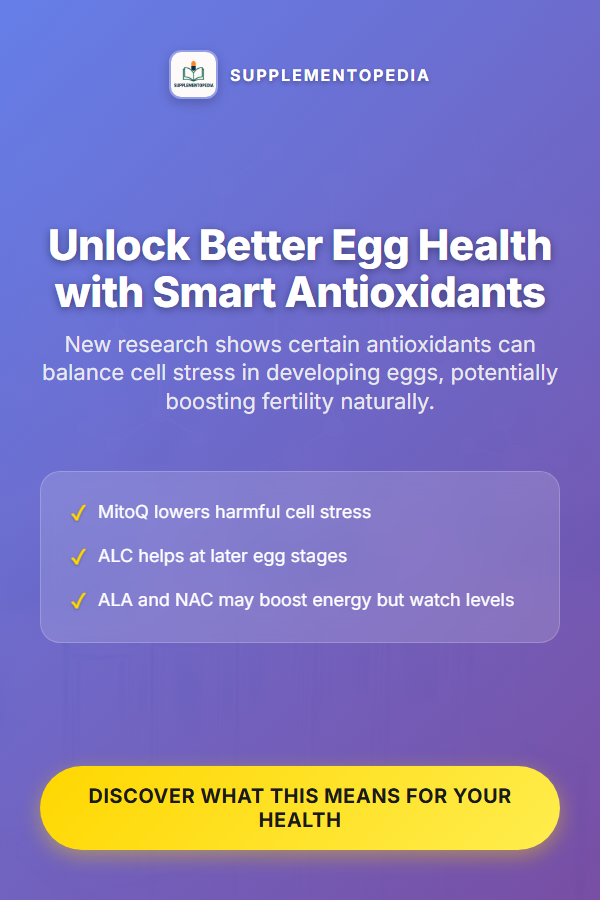 SUPPLEMENTOPEDIA
SUPPLEMENTOPEDIA
Unlock Better Egg Health
with Smart Antioxidants
New research shows certain antioxidants can
balance cell stress in developing eggs, potentially
boosting fertility naturally.
✓ MitoQ lowers harmful cell stress
✓ ALC helps at later egg stages
✓ ALA and NAC may boost energy but watch levels
DISCOVER WHAT THIS MEANS FOR YOUR
HEALTH